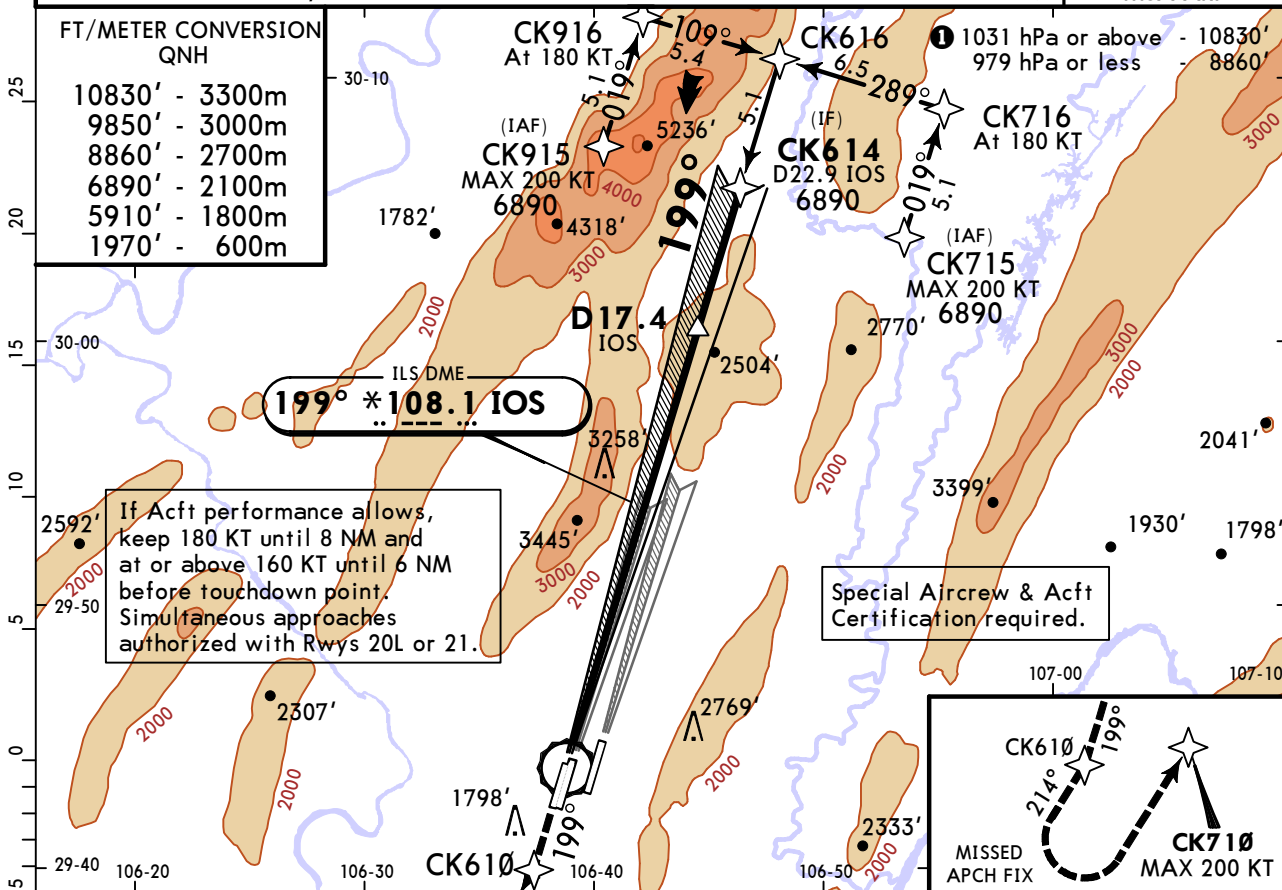 FT/METER CONVERSION
QNH
10830' - 3300m
9850' - 3000m
8860' - 2700m
6890' - 2100m
5910' - 1800m
1970' - 600m
30-10
CK916
At 180 KT
109°
5.4
CK616
❶ 1031 hPa or above - 10830'
979 hPa or less - 8860'
6.5
289°
5.1
019°
5.1
CK716
At 180 KT
(IAF)
CK915
MAX 200 KT
6890
5236'
4000
4318'
3000
1782'
199°
(IF)
CK614
D22.9 IOS
6890
019°
5.1
(IAF)
CK715
MAX 200 KT
6890
3000
25
20
15
10
5
0
5
30-00
2000
D17.4
IOS
2504'
2770'
3000
2000
ILS DME
199° *108.1 IOS
3258'
2041'
2000
3399'
1930'
1798'
2592'
2000
If Acft performance allows,
keep 180 KT until 8 NM and
at or above 160 KT until 6 NM
before touchdown point.
Simultaneous approaches
authorized with Rwys 20L or 21.
3445'
3000
2000
29-50
Special Aircrew & Acft
Certification required.
107-00
107-10
2307'
2000
2000
2769'
2000
1798'
199°
CK610
2333'
2000
29-40
106-20
106-30
106-40
106-50
CK610
199°
214°
MISSED
APCH FIX
CK710
MAX 200 KT